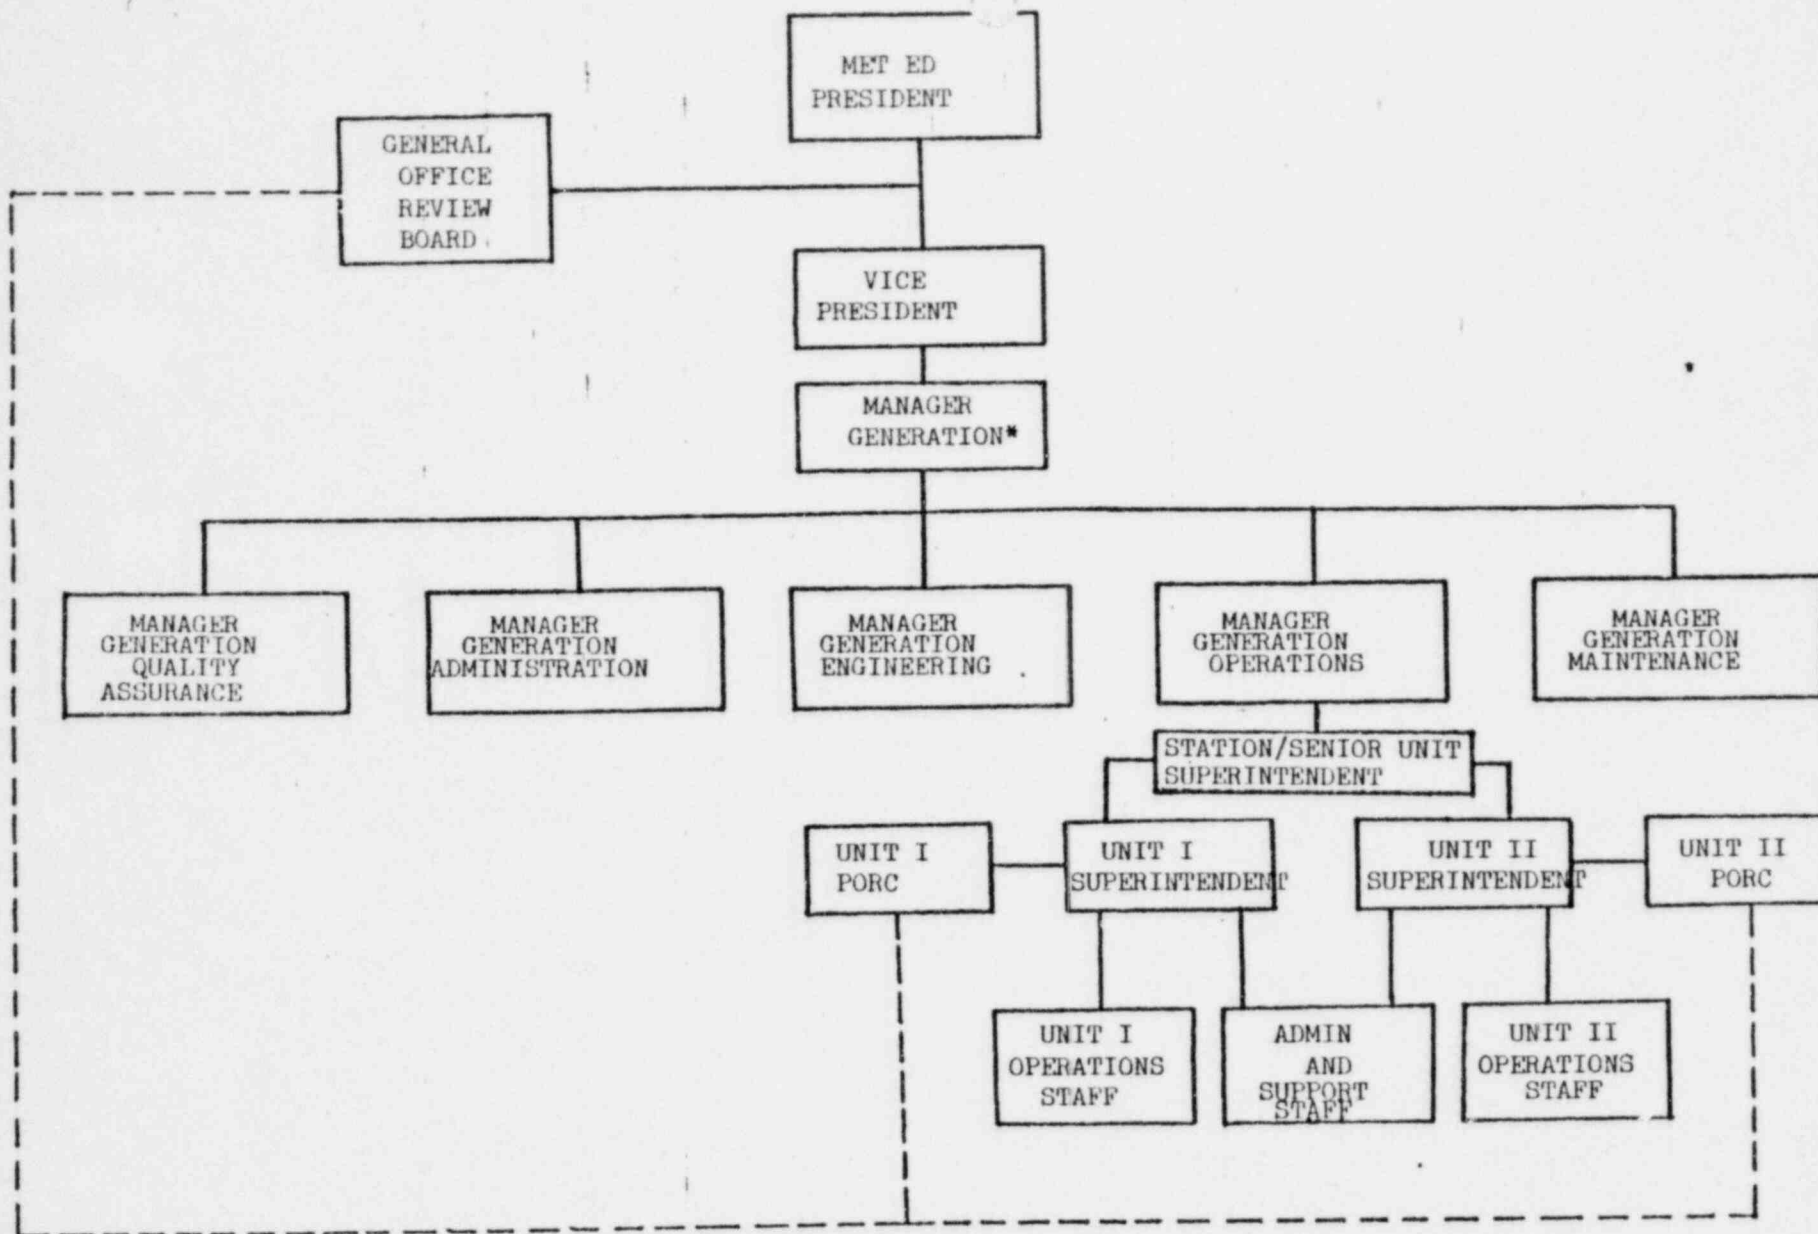 MET ED
PRESIDENT
GENERAL
OFFICE
REVIEW
BOARD
VICE
PRESIDENT
MANAGER
GENERATION*
MANAGER
GENERATION
QUALITY
ASSURANCE
MANAGER
GENERATION
ADMINISTRATION
MANAGER
GENERATION
ENGINEERING
MANAGER
GENERATION
OPERATIONS
MANAGER
GENERATION
MAINTENANCE
STATION/SENIOR UNIT
SUPERINTENDENT
UNIT I
PORC
UNIT I
SUPERINTENDENT
UNIT II
SUPERINTENDENT
UNIT II
PORC
UNIT I
OPERATIONS
STAFF
ADMIN
AND
SUPPORT
STAFF
UNIT II
OPERATIONS
STAFF